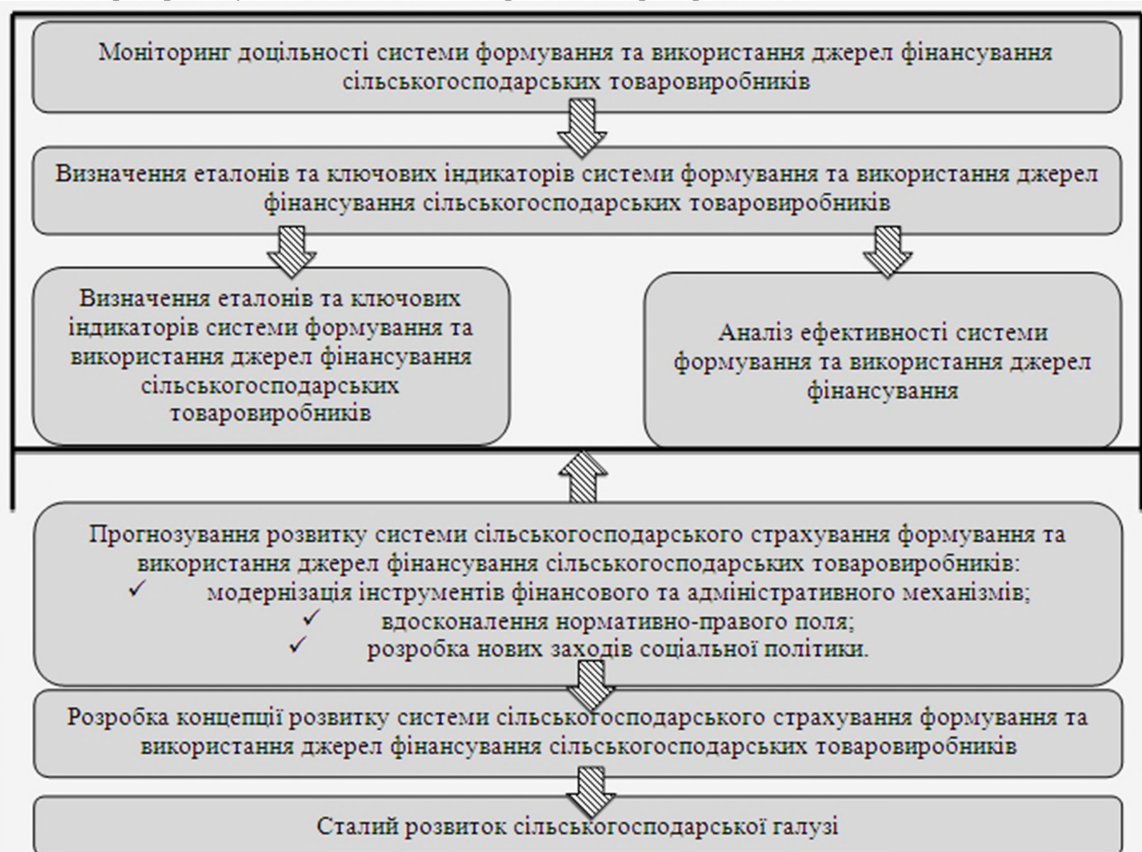 Моніторинг доцільності системи формування та використання джерел фінансування
сільськогосподарських товаровиробників
Визначення еталонів та ключових індикаторів системи формування та використання джерел
фінансування сільськогосподарських товаровиробників
Визначення еталонів та ключових
індикаторів системи формування та
використання джерел фінансування
сільськогосподарських
товаровиробників
Аналіз ефективності системи
формування та використання джерел
фінансування
Прогнозування розвитку системи сільськогосподарського страхування формування та
використання джерел фінансування сільськогосподарських товаровиробників:
✓ модернізація інструментів фінансового та адміністративного механізмів;
✓ вдосконалення нормативно-правого поля;
✓ розробка нових заходів соціальної політики.
Розробка концепції розвитку системи сільськогосподарського страхування формування та
використання джерел фінансування сільськогосподарських товаровиробників
Сталий розвиток сільськогосподарської галузі